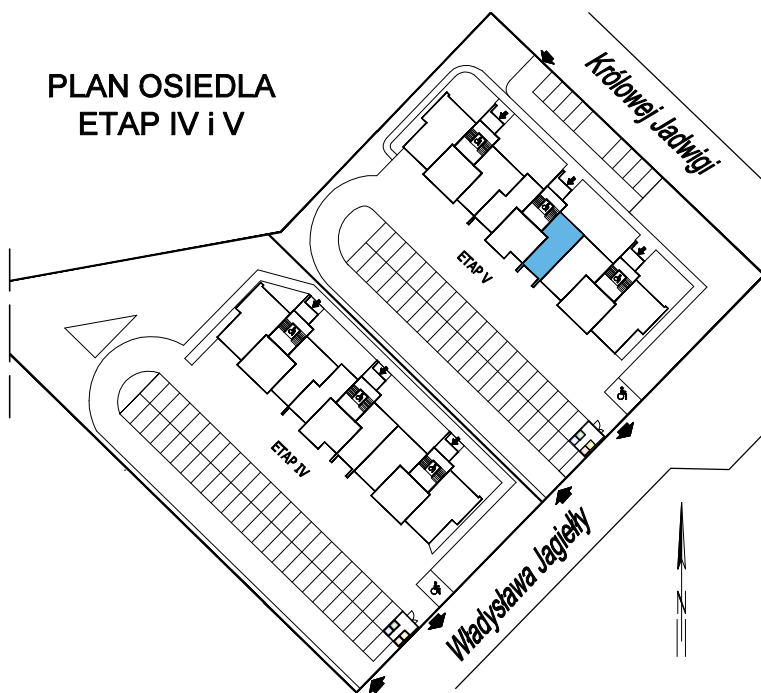 PLAN OSIEDLA
ETAP IV i V
Królowej Jadwigi
ETAP V
ETAP IV
Władysława Jagiełły
N